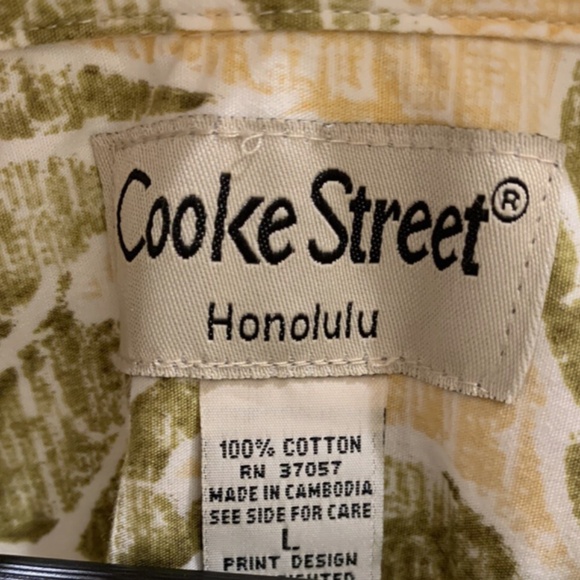 Cooke Street®
Honolulu
100% COTTON
RN 37057
MADE IN CAMBODIA
SEE SIDE FOR CARE
L
PRINT DESIGN